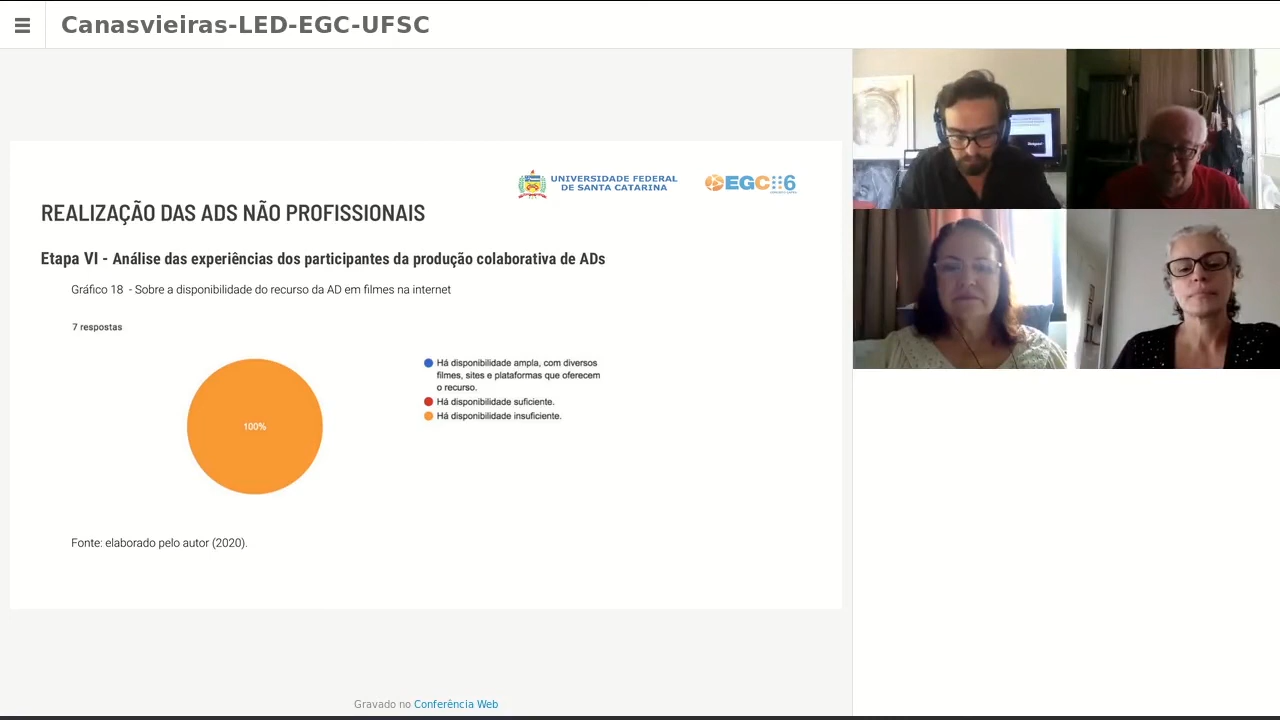 Canasvieiras-LED-EGC-UFSC
UNIVERSIDADE FEDERAL
DE SANTA CATARINA
EGC
6
REALIZAÇÃO DAS ADS NÃO PROFISSIONAIS
Etapa VI - Análise das experiências dos participantes da produção colaborativa de ADs
Gráfico 18 - Sobre a disponibilidade do recurso da AD em filmes na internet
7 respostas
100%
Há disponibilidade ampla, com diversos
filmes, sites e plataformas que oferecem
o recurso.
Há disponibilidade suficiente.
Há disponibilidade insuficiente.
Fonte: elaborado pelo autor (2020).
Gravado no Conferência Web